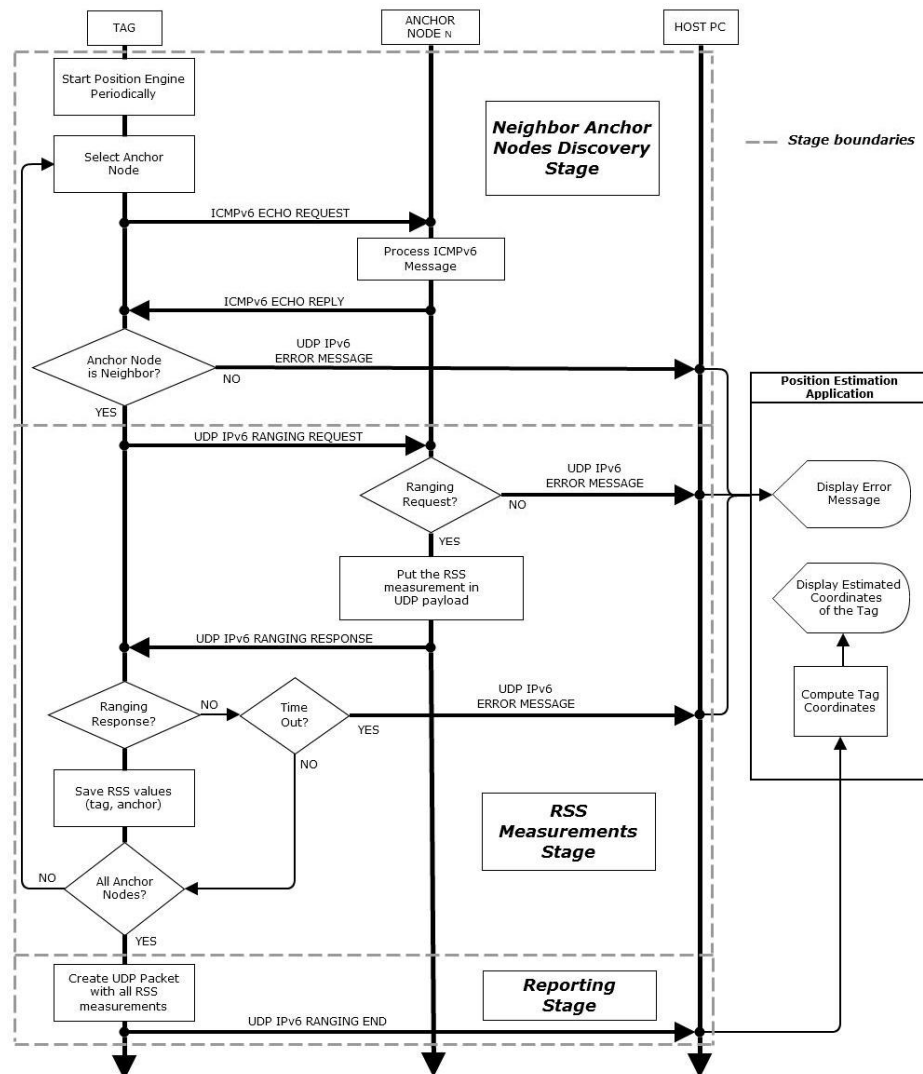 TAG
ANCHOR
NODE N
HOST PC
Start Position Engine
Periodically
Neighbor Anchor
Nodes Discovery
Stage
Stage boundaries
Select Anchor
Node
ICMPv6 ECHO REQUEST
Process ICMPv6
Message
ICMPv6 ECHO REPLY
Anchor Node
is Neighbor?
UDP IPv6
ERROR MESSAGE
NO
YES
Position Estimation
Application
UDP IPv6 RANGING REQUEST
Ranging
Request?
UDP IPv6
ERROR MESSAGE
NO
YES
Display Error
Message
Put the RSS
measurement in
UDP payload
Display Estimated
Coordinates
of the Tag
UDP IPv6 RANGING RESPONSE
Ranging
Response?
NO
Time
Out?
UDP IPv6
ERROR MESSAGE
YES
NO
Compute Tag
Coordinates
Save RSS values
(tag, anchor)
RSS
Measurements
Stage
NO
All Anchor
Nodes?
YES
Create UDP Packet
with all RSS
measurements
Reporting
Stage
UDP IPv6 RANGING END